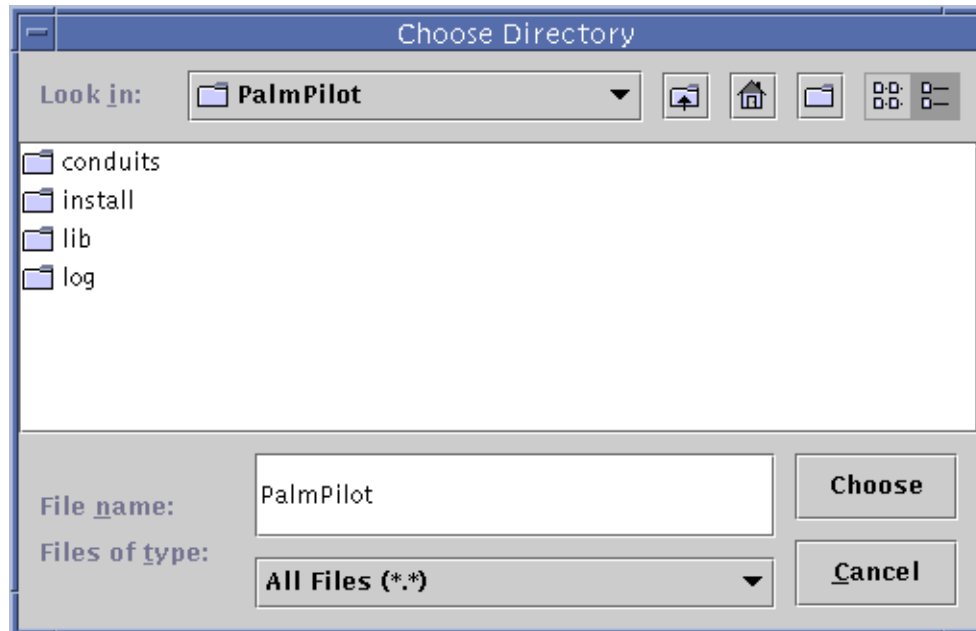 Choose Directory
Look in: PalmPilot
conduits
install
lib
log
File name: PalmPilot
Choose
Files of type: All Files (*.*)
Cancel